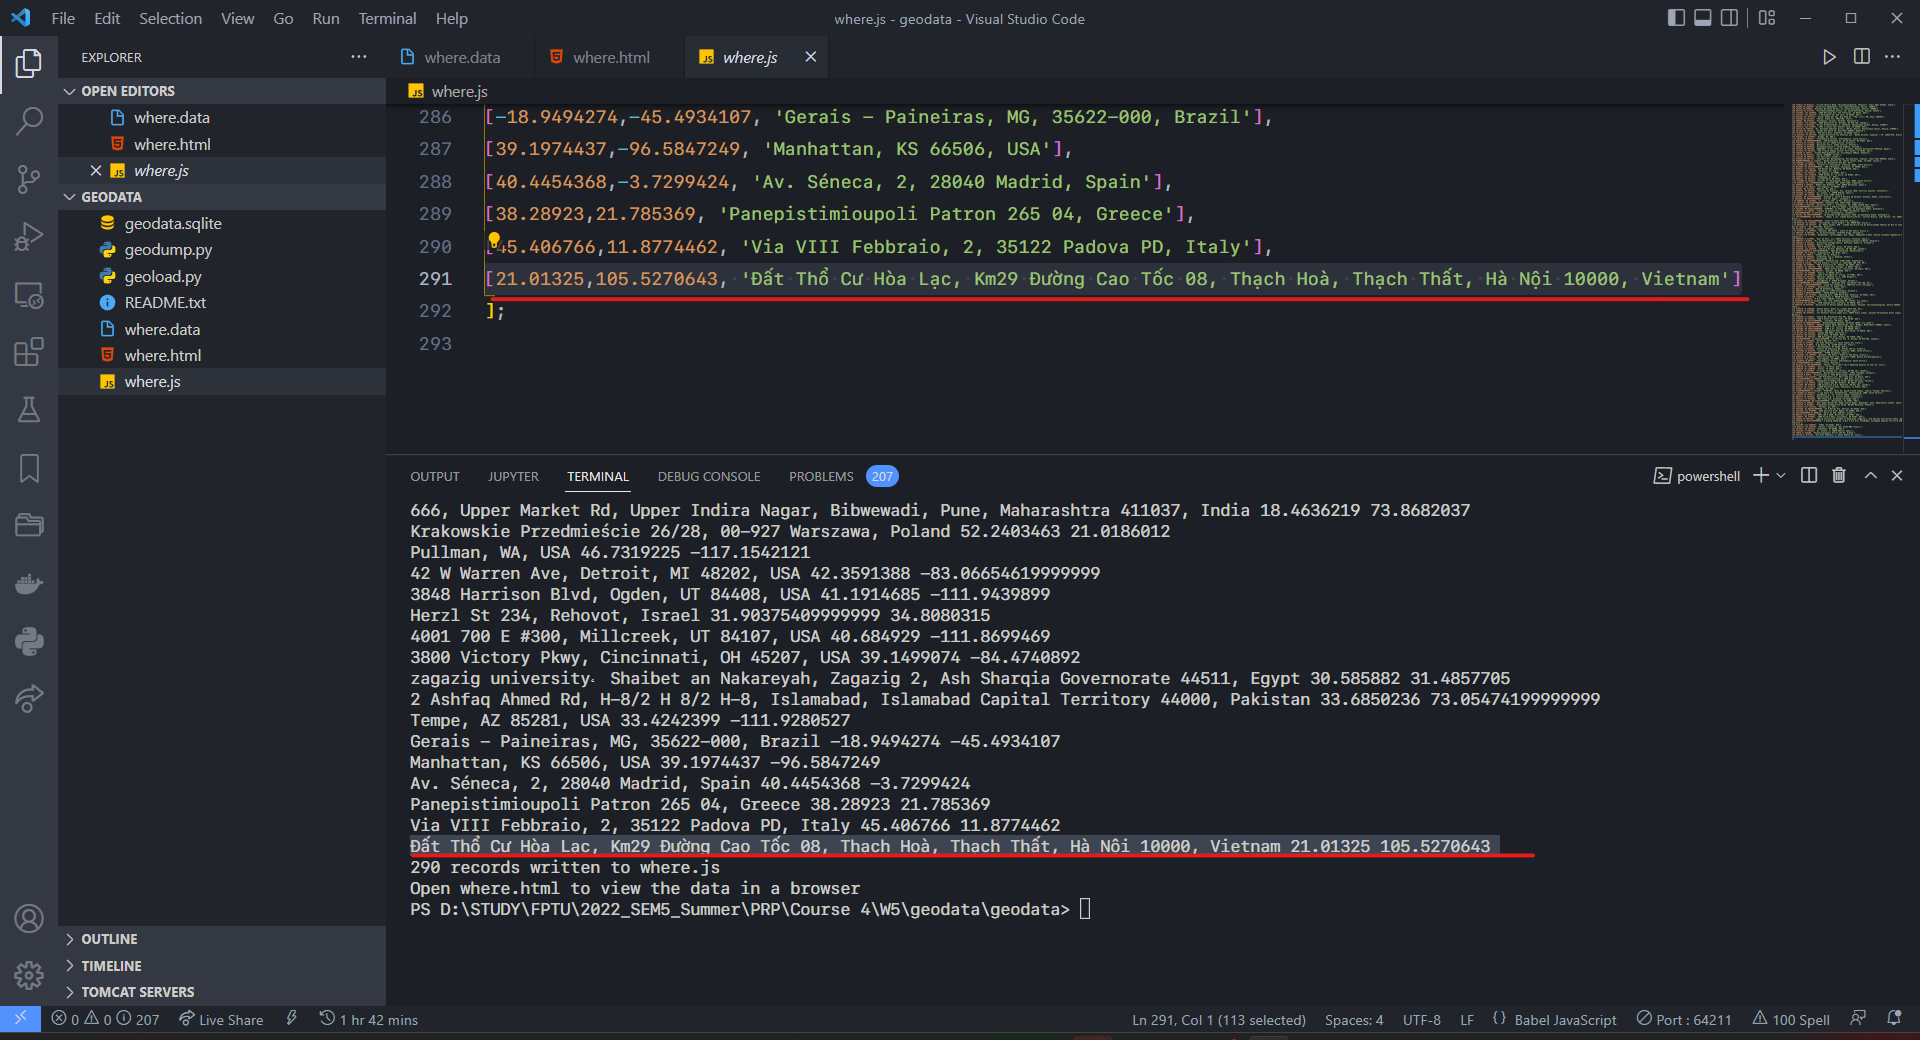 File Edit Selection View Go Run Terminal Help
where.js - geodata - Visual Studio Code
EXPLORER
OPEN EDITORS
where.data
where.html
where.js
GEODATA
geodata.sqlite
geodump.py
geoload.py
README.txt
where.data
where.html
where.js
OUTLINE
TIMELINE
TOMCAT SERVERS
where.data where.html where.js
where.js
286 [-18.9494274,-45.4934107, 'Gerais - Paineiras, MG, 35622-000, Brazil'],
287 [39.1974437,-96.5847249, 'Manhattan, KS 66506, USA'],
288 [40.4454368,-3.7299424, 'Av. Séneca, 2, 28040 Madrid, Spain'],
289 [38.28923,21.785369, 'Panepistimioupoli Patron 265 04, Greece'],
290 [45.406766,11.8774462, 'Via VIII Febbraio, 2, 35122 Padova PD, Italy'],
291 [21.01325,105.5270643, 'Đất Thổ Cư Hòa Lạc, Km29 Đường Cao Tốc 08, Thạch Hoà, Thạch Thất, Hà Nội 10000, Vietnam']
292 ];
293
OUTPUT JUPYTER TERMINAL DEBUG CONSOLE PROBLEMS 207
powershell
666, Upper Market Rd, Upper Indira Nagar, Bibwewadi, Pune, Maharashtra 411037, India 18.4636219 73.8682037
Krakowskie Przedmieście 26/28, 00-927 Warszawa, Poland 52.2403463 21.0186012
Pullman, WA, USA 46.7319225 -117.1542121
42 W Warren Ave, Detroit, MI 48202, USA 42.3591388 -83.06654619999999
3848 Harrison Blvd, Ogden, UT 84408, USA 41.1914685 -111.9439899
Herzl St 234, Rehovot, Israel 31.90375409999999 34.8080315
4001 700 E #300, Millcreek, UT 84107, USA 40.684929 -111.8699469
3800 Victory Pkwy, Cincinnati, OH 45207, USA 39.1499074 -84.4740892
zagazig university، Shaibet an Nakareyah, Zagazig 2, Ash Sharqia Governorate 44511, Egypt 30.585882 31.4857705
2 Ashfaq Ahmed Rd, H-8/2 H 8/2 H-8, Islamabad, Islamabad Capital Territory 44000, Pakistan 33.6850236 73.05474199999999
Tempe, AZ 85281, USA 33.4242399 -111.9280527
Gerais - Paineiras, MG, 35622-000, Brazil -18.9494274 -45.4934107
Manhattan, KS 66506, USA 39.1974437 -96.5847249
Av. Séneca, 2, 28040 Madrid, Spain 40.4454368 -3.7299424
Panepistimioupoli Patron 265 04, Greece 38.28923 21.785369
Via VIII Febbraio, 2, 35122 Padova PD, Italy 45.406766 11.8774462
Đất Thổ Cư Hòa Lạc, Km29 Đường Cao Tốc 08, Thạch Hoà, Thạch Thất, Hà Nội 10000, Vietnam 21.01325 105.5270643
290 records written to where.js
Open where.html to view the data in a browser
PS D:\STUDY\FPTU\2022_SEM5_Summer\PRP\Course 4\W5\geodata\geodata>
0 0 207 Live Share 1 hr 42 mins
Ln 291, Col 1 (113 selected) Spaces: 4 UTF-8 LF {} Babel JavaScript Port : 64211 100 Spell